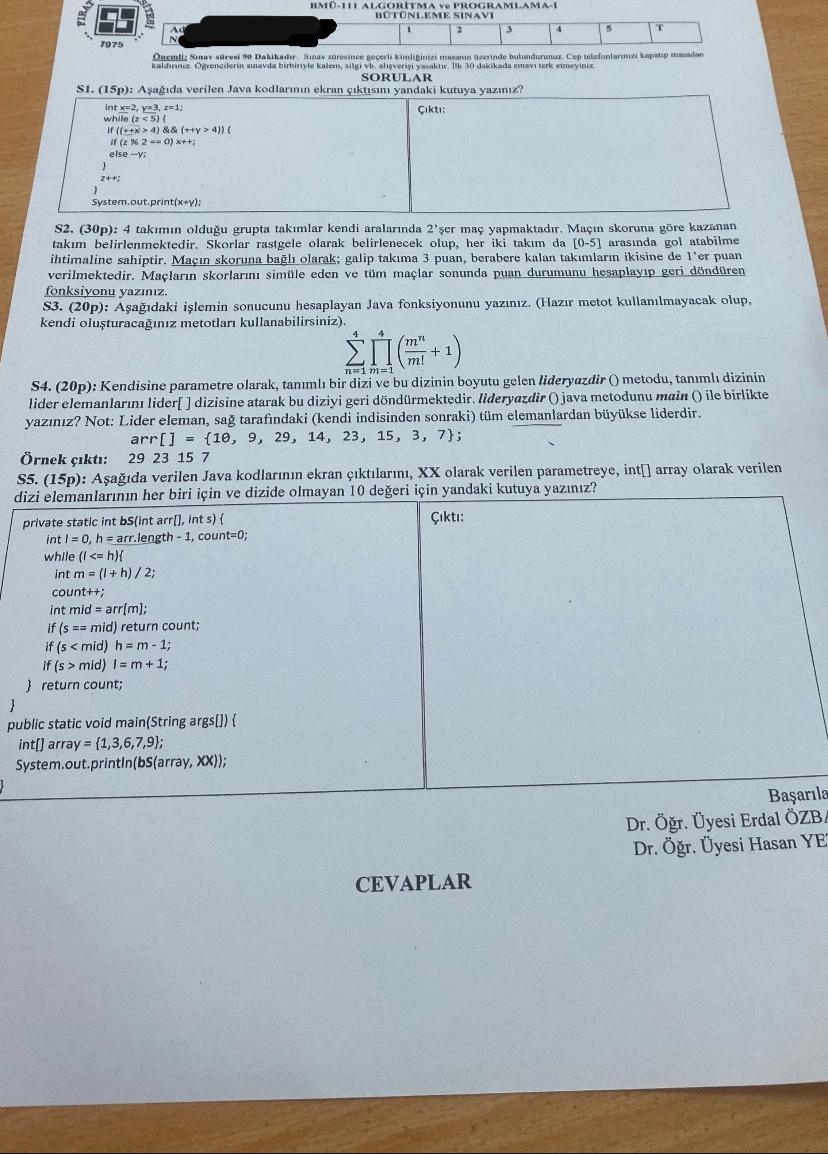 FIRAT
SİTESİ
1975
BMÜ-111 ALGORİTMA ve PROGRAMLAMA-1
BÜTÜNLEME SINAVI
Ad
N
1 2 3 4 5 T
Önemli: Sınav süresi 90 Dakikadır. Sınav süresince geçerli kimliğinizi masanın üzerinde bulundurunuz. Cep telefonlarınızı kapatıp masadan
kaldırınız. Öğrencilerin sınavda birbiriyle kalem, silgi vb. alışverişi yasaktır. İlk 30 dakikada sınavı terk etmeyiniz.
SORULAR
S1. (15p): Aşağıda verilen Java kodlarının ekran çıktısını yandaki kutuya yazınız?
int x=2, y=3, z=1;
while (z < 5) {
if ((++x > 4) && (++y > 4)) {
if (z % 2 == 0) x++;
else --y;
}
z++;
}
System.out.print(x+y);
Çıktı:
S2. (30p): 4 takımın olduğu grupta takımlar kendi aralarında 2'şer maç yapmaktadır. Maçın skoruna göre kazanan
takım belirlenmektedir. Skorlar rastgele olarak belirlenecek olup, her iki takım da [0-5] arasında gol atabilme
ihtimaline sahiptir. Maçın skoruna bağlı olarak; galip takıma 3 puan, berabere kalan takımların ikisine de 1'er puan
verilmektedir. Maçların skorlarını simüle eden ve tüm maçlar sonunda puan durumunu hesaplayıp geri döndüren
fonksiyonu yazınız.
S3. (20p): Aşağıdaki işlemin sonucunu hesaplayan Java fonksiyonunu yazınız. (Hazır metot kullanılmayacak olup,
kendi oluşturacağınız metotları kullanabilirsiniz).
∑_{n=1}^{4} ∏_{m=1}^{4} (m^n/m! + 1)
S4. (20p): Kendisine parametre olarak, tanımlı bir dizi ve bu dizinin boyutu gelen lideryazdir () metodu, tanımlı dizinin
lider elemanlarını lider[ ] dizisine atarak bu diziyi geri döndürmektedir. lideryazdir () java metodunu main () ile birlikte
yazınız? Not: Lider eleman, sağ tarafındaki (kendi indisinden sonraki) tüm elemanlardan büyükse liderdir.
arr[] = {10, 9, 29, 14, 23, 15, 3, 7};
Örnek çıktı: 29 23 15 7
S5. (15p): Aşağıda verilen Java kodlarının ekran çıktılarını, XX olarak verilen parametreye, int[] array olarak verilen
dizi elemanlarının her biri için ve dizide olmayan 10 değeri için yandaki kutuya yazınız?
private static int bS(int arr[], int s) {
int l = 0, h = arr.length - 1, count=0;
while (l <= h){
int m = (l + h) / 2;
count++;
int mid = arr[m];
if (s == mid) return count;
if (s < mid) h = m - 1;
if (s > mid) l = m + 1;
} return count;
}
public static void main(String args[]) {
int[] array = {1,3,6,7,9};
System.out.println(bS(array, XX));
}
Çıktı:
Başarıla
Dr. Öğr. Üyesi Erdal ÖZBA
Dr. Öğr. Üyesi Hasan YET
CEVAPLAR